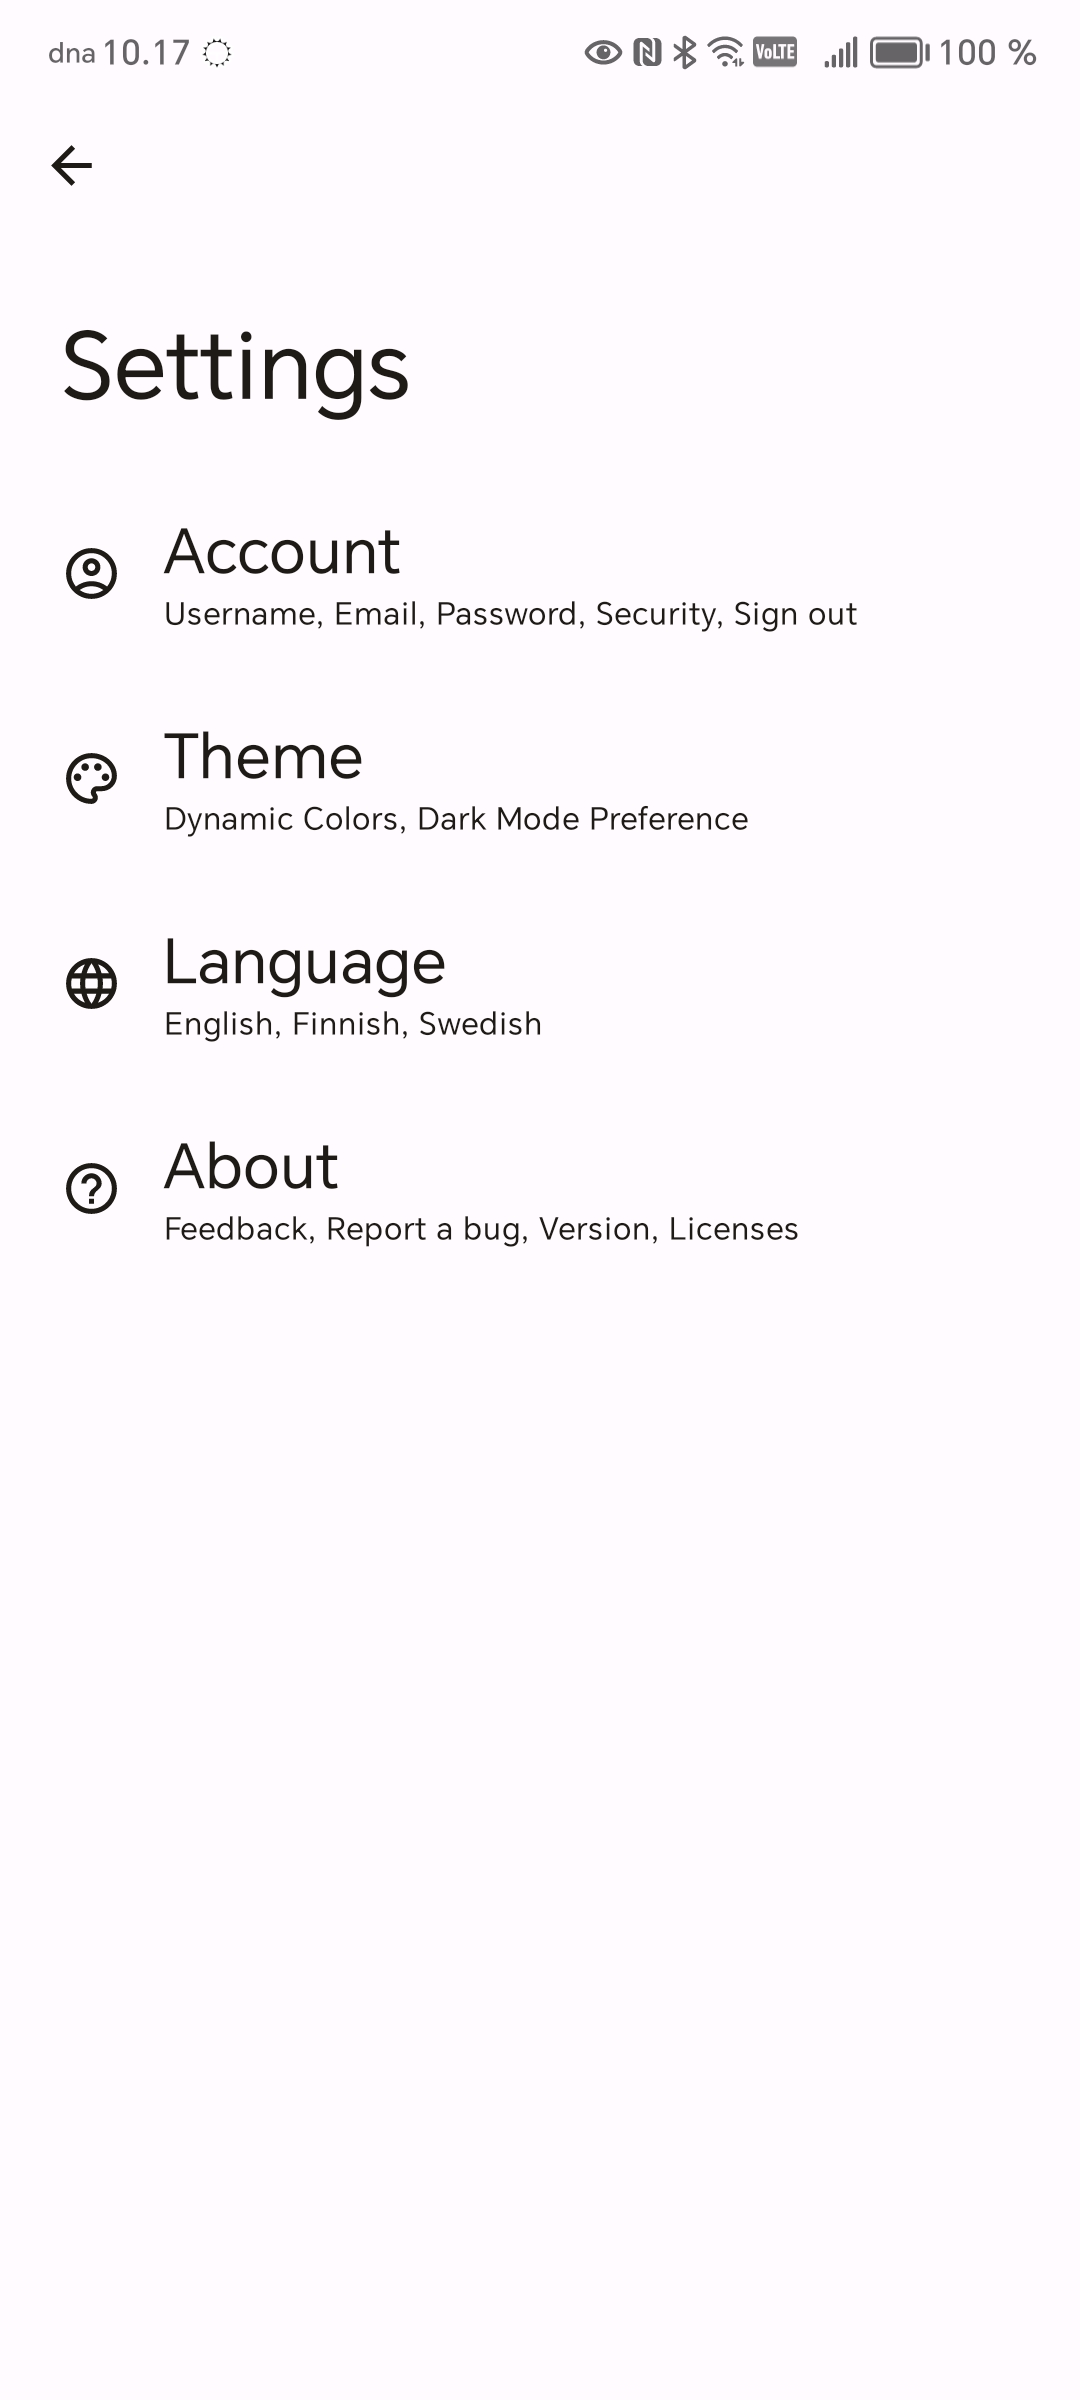 dna 10.17 VoLTE 100 %
Settings
Account
Username, Email, Password, Security, Sign out
Theme
Dynamic Colors, Dark Mode Preference
Language
English, Finnish, Swedish
About
Feedback, Report a bug, Version, Licenses